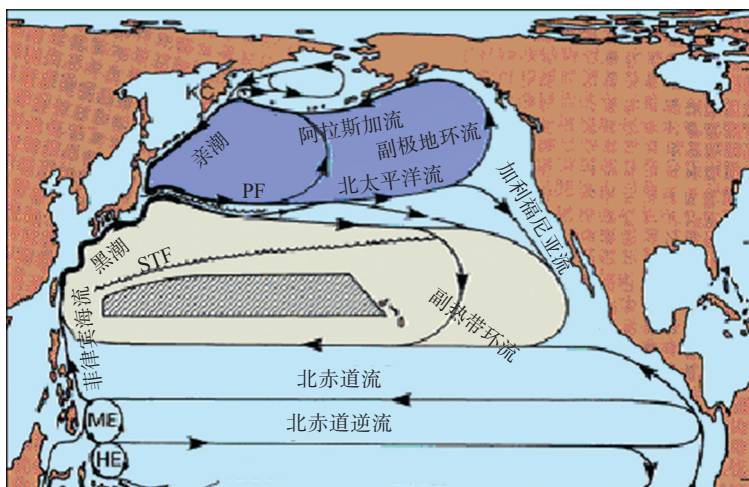 KC
阿拉斯加流
亲潮
副极地环流
PF
北太平洋流
加利福尼亚流
黑潮
STF
菲律宾海流
副热带环流
北赤道流
ME
北赤道逆流
HE